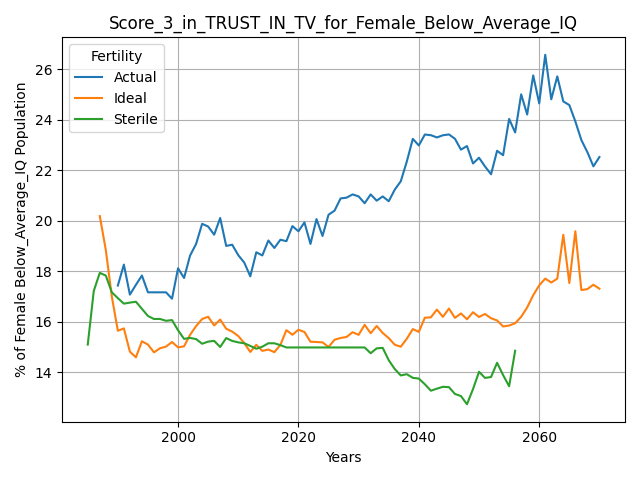 Score_3_in_TRUST_IN_TV_for_Female_Below_Average_IQ
% of Female Below_Average_IQ Population
26
24
22
20
18
16
14
Fertility
Actual
Ideal
Sterile
2000
2020
2040
2060
Years